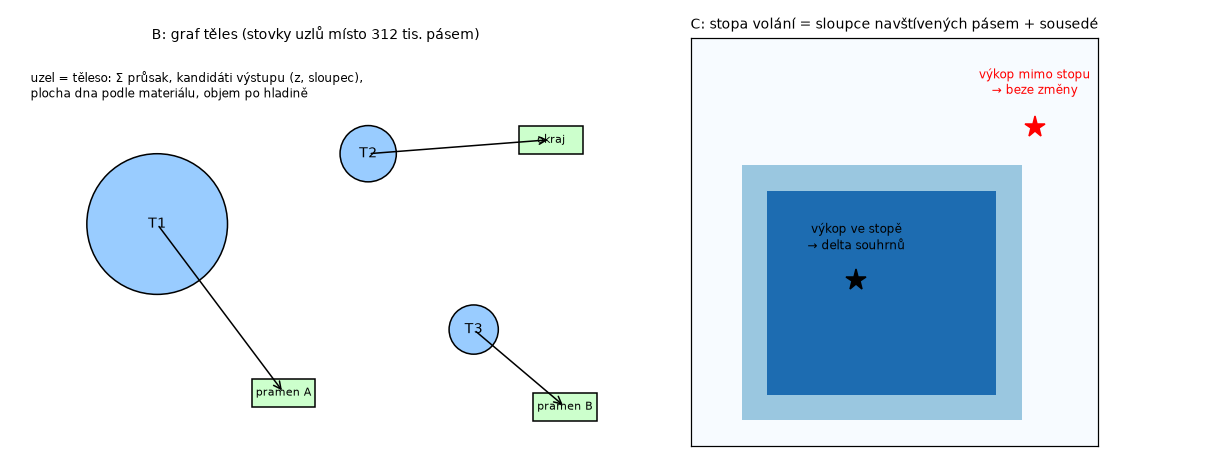 B: graf těles (stovky uzlů místo 312 tis. pásem)
uzel = těleso: Σ průsak, kandidáti výstupu (z, sloupec),
plocha dna podle materiálu, objem po hladině
T1
T2
okraj
T3
pramen A
pramen B
C: stopa volání = sloupce navštívených pásem + sousedé
výkop mimo stopu
→ beze změny
výkop ve stopě
→ delta souhrnů